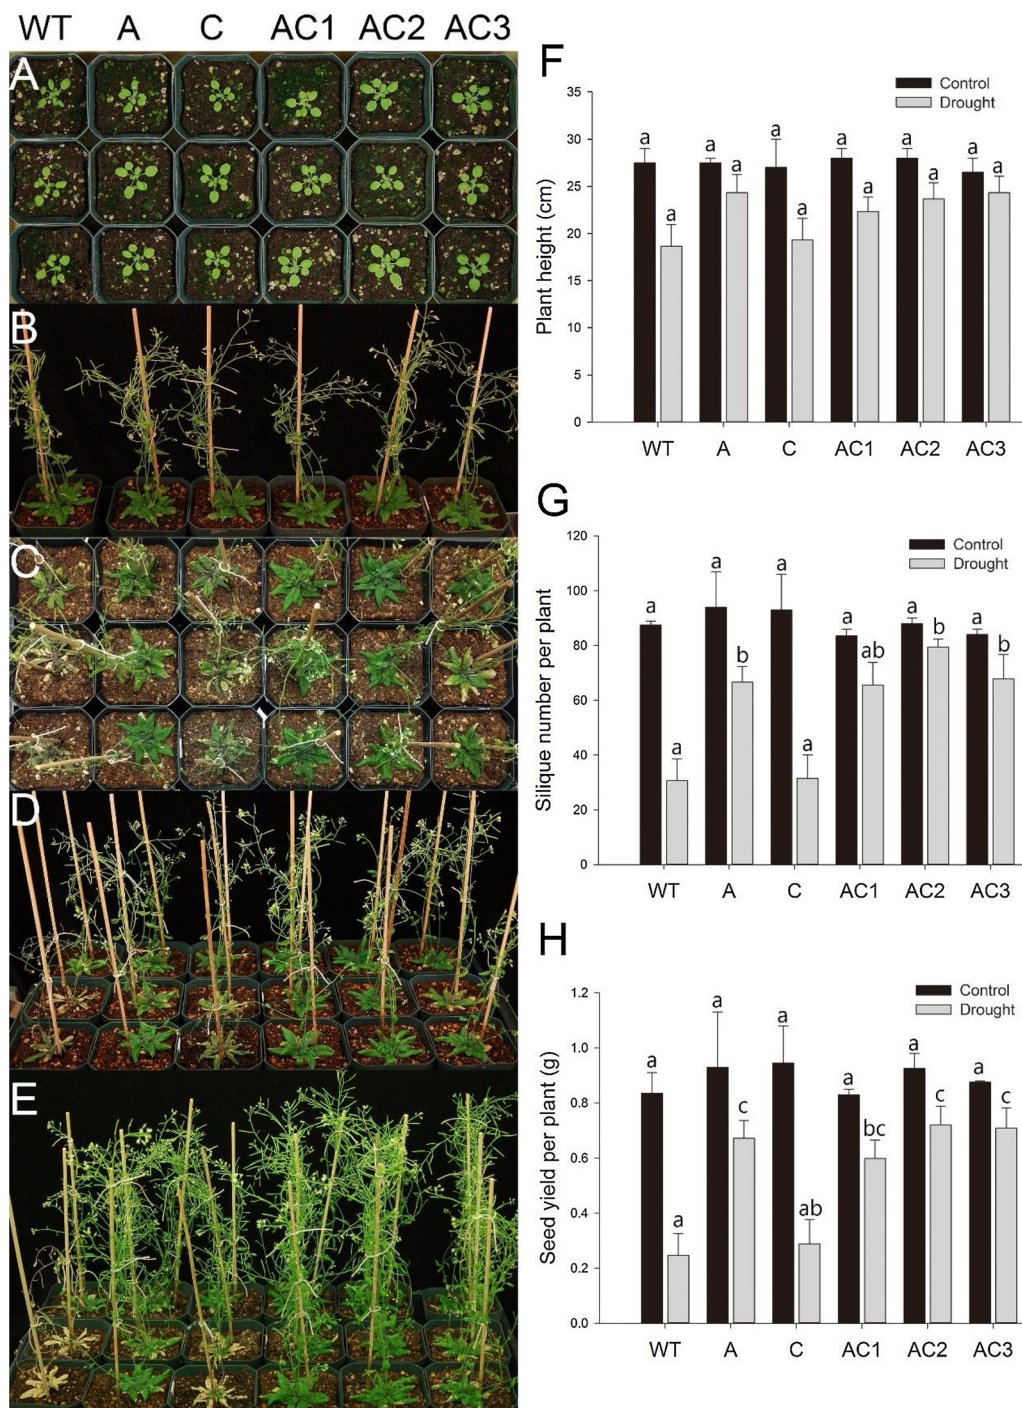 WT A C AC1 AC2 AC3
A
B
C
D
E
F
Control
Drought
Plant height (cm)
35
30
25
20
15
10
5
0
a a a a a a a a a a a a
WT A C AC1 AC2 AC3
G
Control
Drought
Silique number per plant
120
100
80
60
40
20
0
a a a b a a a ab a b a b
WT A C AC1 AC2 AC3
H
Control
Drought
Seed yield per plant (g)
1.2
1.0
0.8
0.6
0.4
0.2
0.0
a a a c a ab a bc a c a c
WT A C AC1 AC2 AC3